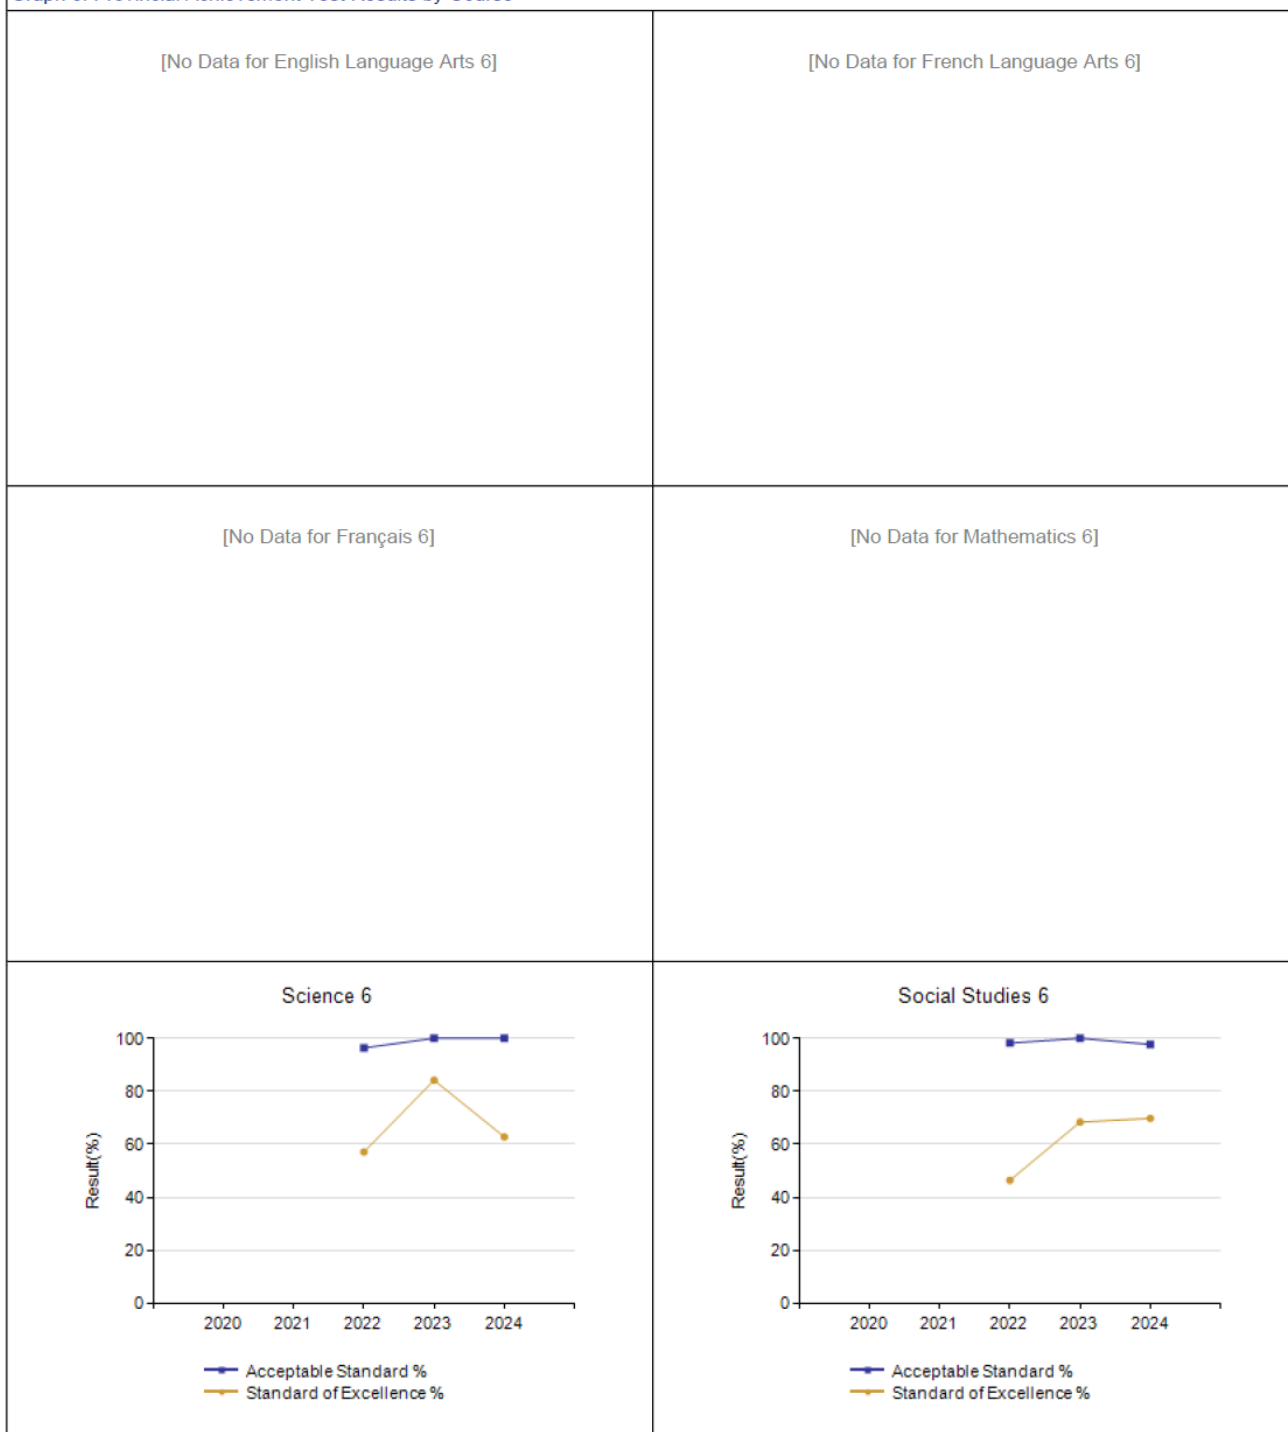 [No Data for English Language Arts 6]
[No Data for French Language Arts 6]
[No Data for Français 6]
[No Data for Mathematics 6]
Science 6
100
80
60
40
20
0
Result(%)
2020 2021 2022 2023 2024
Acceptable Standard %
Standard of Excellence %
Social Studies 6
100
80
60
40
20
0
Result(%)
2020 2021 2022 2023 2024
Acceptable Standard %
Standard of Excellence %